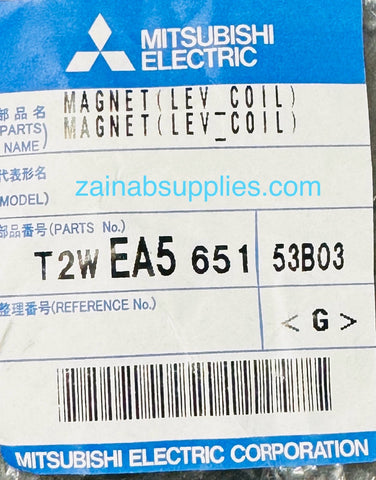 MITSUBISHI
ELECTRIC
部品名
(PARTS
NAME)
MAGNET(LEV_COIL)
MAGNET(LEV_COIL)
代表形名
(MODEL)
zainabsupplies.com
部品番号(PARTS No.)
T2W EA5 651 53B03
整理番号(REFERENCE No.)
<G>
MITSUBISHI ELECTRIC CORPORATION